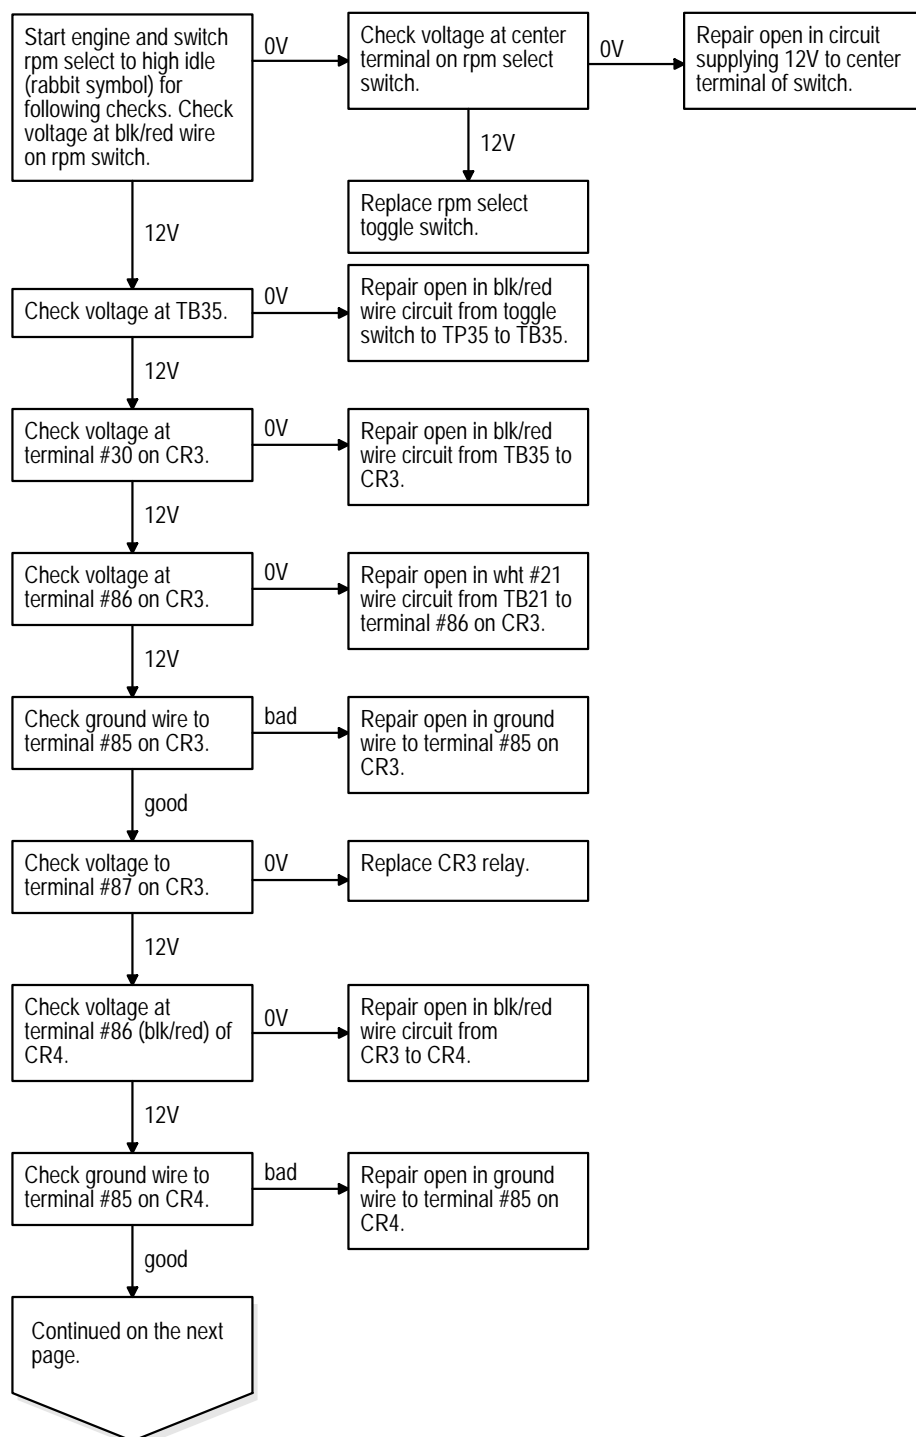 Start engine and switch
rpm select to high idle
(rabbit symbol) for
following checks. Check
voltage at blk/red wire
on rpm switch.
0V
Check voltage at center
terminal on rpm select
switch.
0V
Repair open in circuit
supplying 12V to center
terminal of switch.
12V
Replace rpm select
toggle switch.
12V
Check voltage at TB35.
0V
Repair open in blk/red
wire circuit from toggle
switch to TP35 to TB35.
12V
Check voltage at
terminal #30 on CR3.
0V
Repair open in blk/red
wire circuit from TB35 to
CR3.
12V
Check voltage at
terminal #86 on CR3.
0V
Repair open in wht #21
wire circuit from TB21 to
terminal #86 on CR3.
12V
Check ground wire to
terminal #85 on CR3.
bad
Repair open in ground
wire to terminal #85 on
CR3.
good
Check voltage to
terminal #87 on CR3.
0V
Replace CR3 relay.
12V
Check voltage at
terminal #86 (blk/red) of
CR4.
0V
Repair open in blk/red
wire circuit from
CR3 to CR4.
12V
Check ground wire to
terminal #85 on CR4.
bad
Repair open in ground
wire to terminal #85 on
CR4.
good
Continued on the next
page.